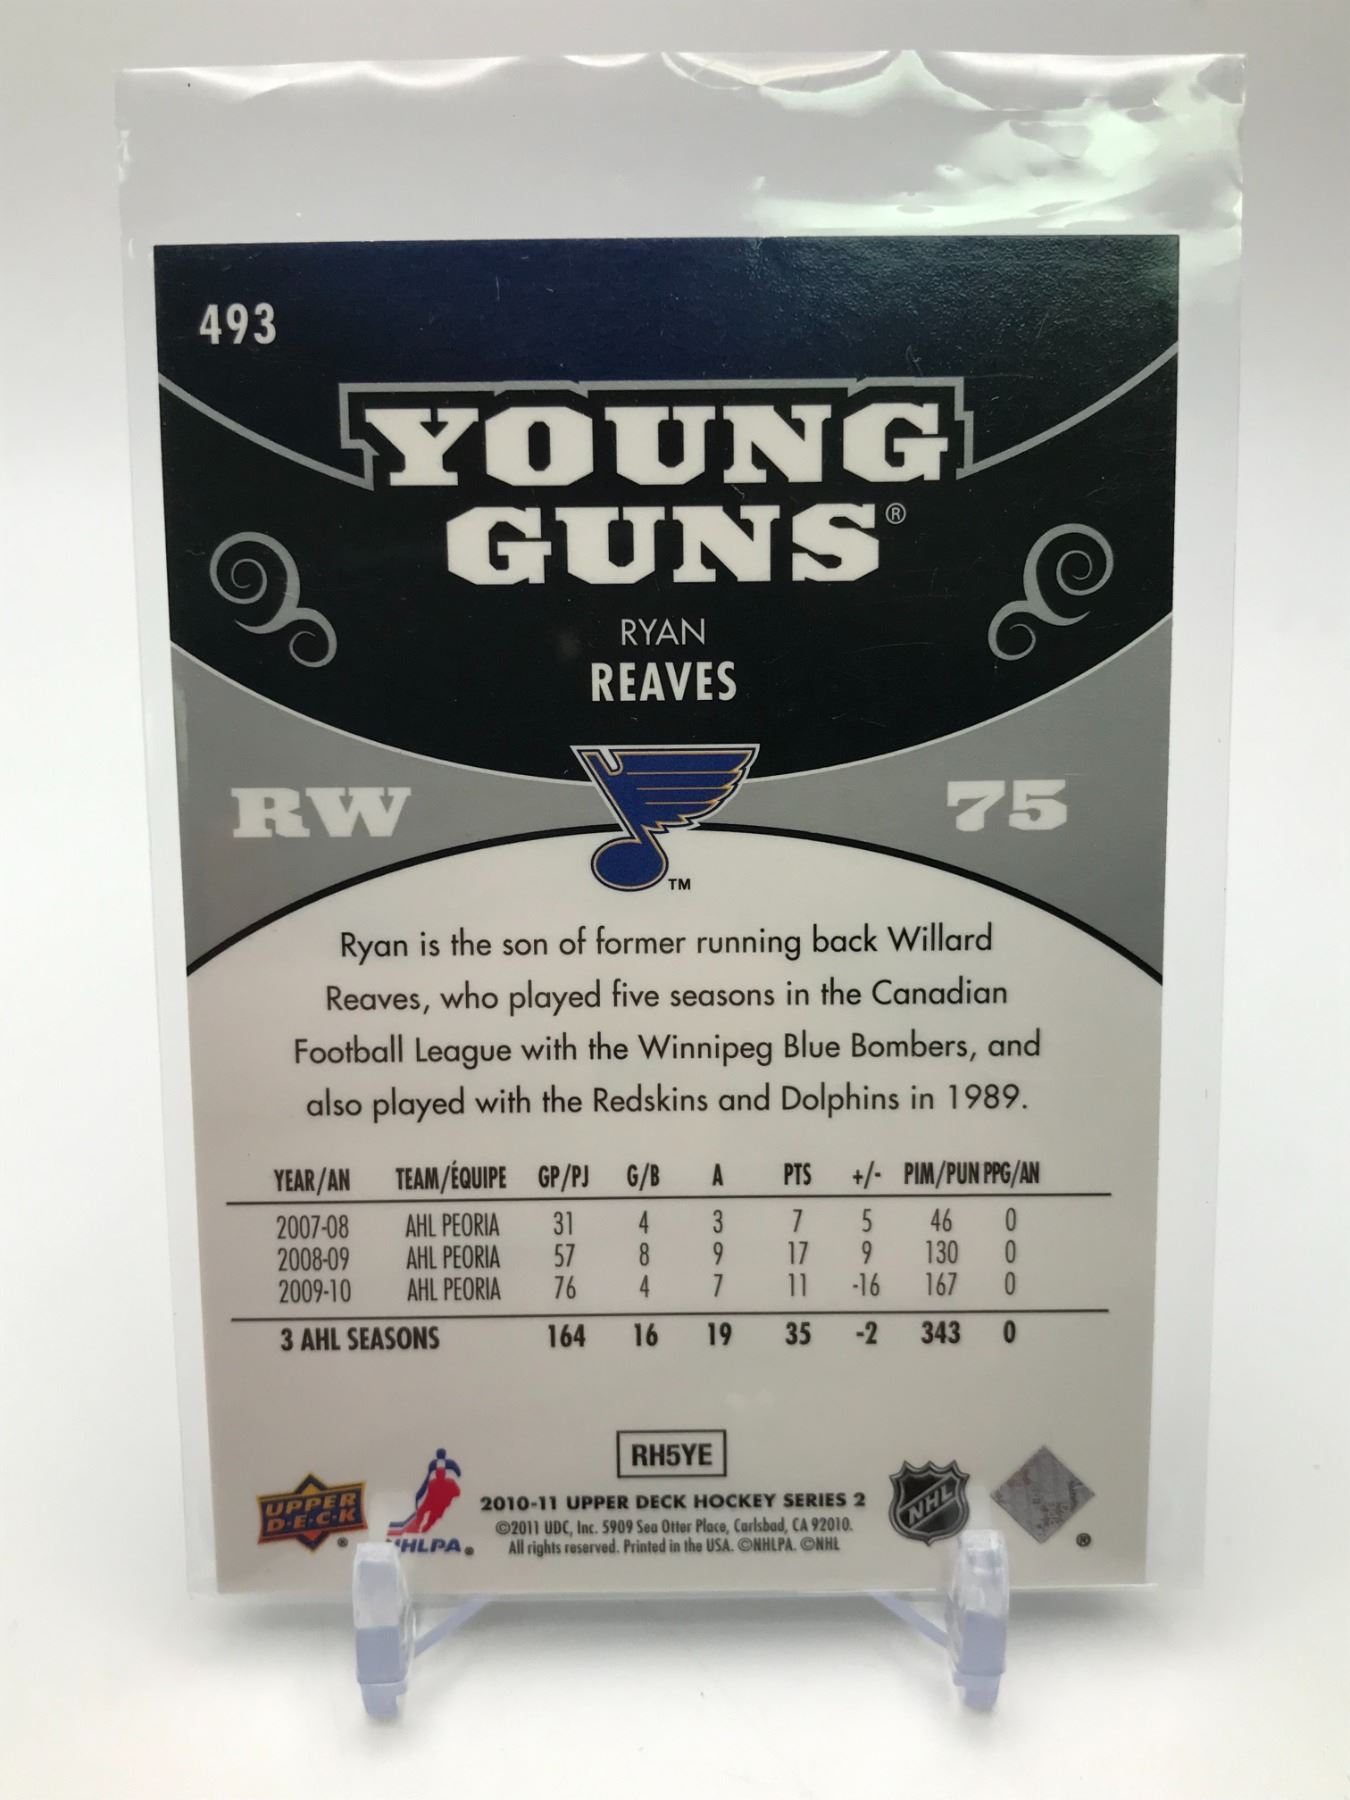 493
YOUNG
GUNS®
RYAN
REAVES
RW
75
TM
Ryan is the son of former running back Willard
Reaves, who played five seasons in the Canadian
Football League with the Winnipeg Blue Bombers, and
also played with the Redskins and Dolphins in 1989.
YEAR/AN TEAM/ÉQUIPE GP/PJ G/B A PTS +/- PIM/PUN PPG/AN
2007-08 AHL PEORIA 31 4 3 7 5 46 0
2008-09 AHL PEORIA 57 8 9 17 9 130 0
2009-10 AHL PEORIA 76 4 7 11 -16 167 0
3 AHL SEASONS 164 16 19 35 -2 343 0
RH5YE
UPPER
D·E·C·K
®
NHLPA®
2010-11 UPPER DECK HOCKEY SERIES 2
©2011 UDC, Inc. 5909 Sea Otter Place, Carlsbad, CA 92010.
All rights reserved. Printed in the USA. ©NHLPA. ©NHL
NHL
®